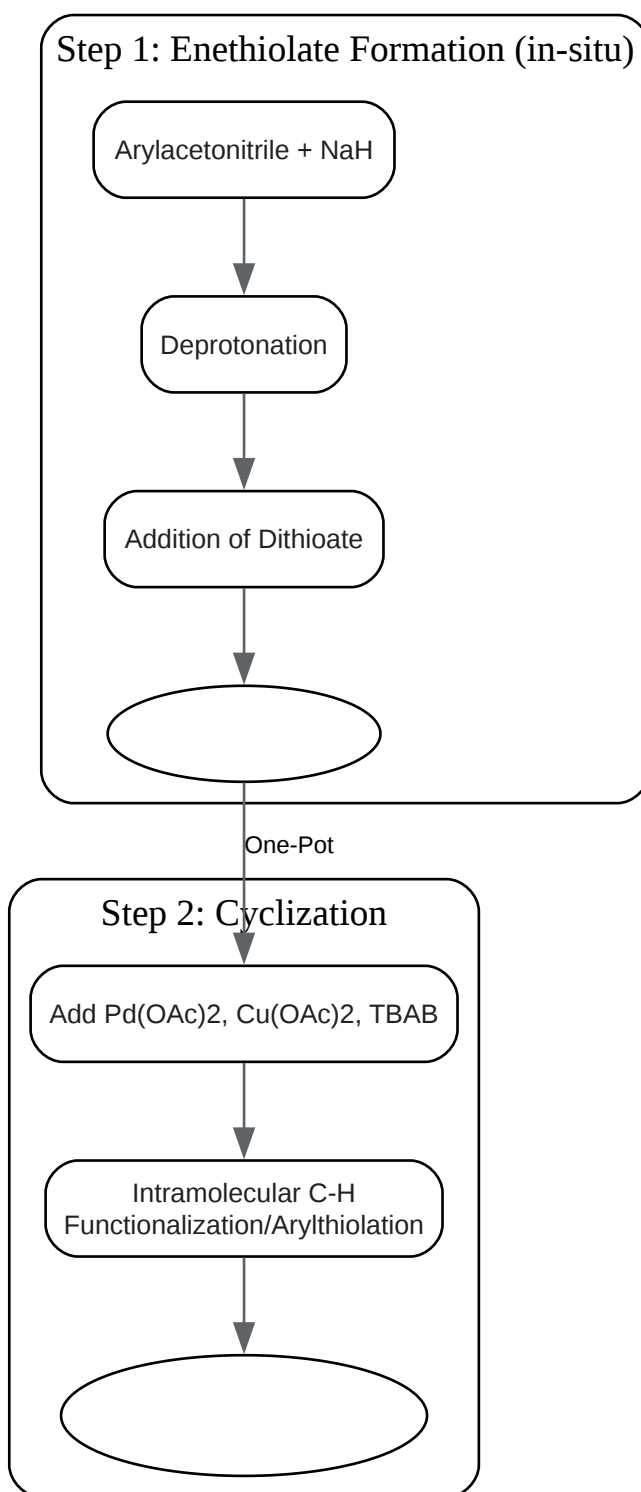 Step 1: Enethiolate Formation (in-situ)
Arylacetonitrile + NaH
Deprotonation
Addition of Dithioate
One-Pot
Step 2: Cyclization
Add Pd(OAc)2, Cu(OAc)2, TBAB
Intramolecular C-H
Functionalization/Arylthiolation